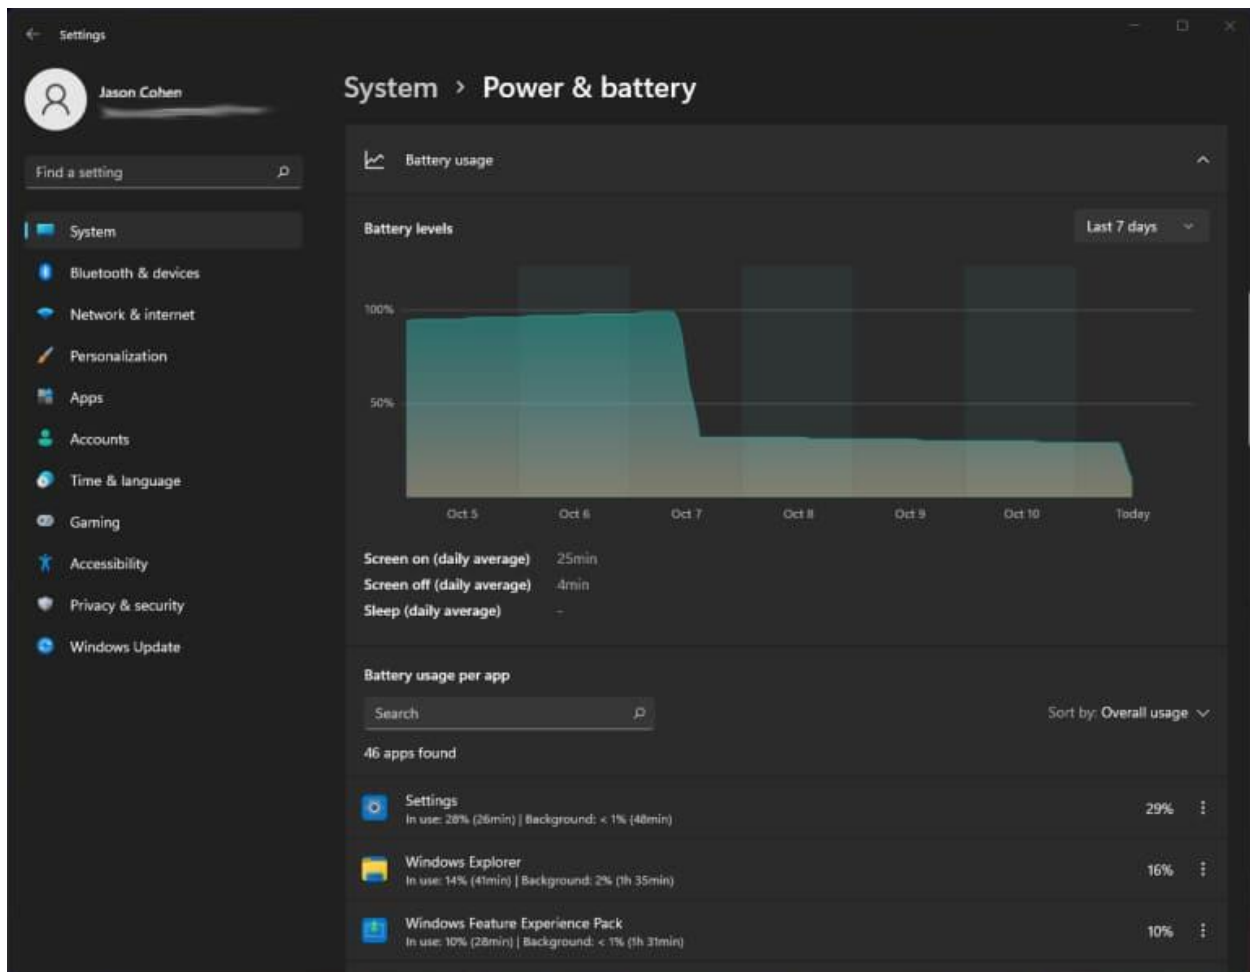 Settings
Jason Cohen
Find a setting
System
Bluetooth & devices
Network & internet
Personalization
Apps
Accounts
Time & language
Gaming
Accessibility
Privacy & security
Windows Update
System > Power & battery
Battery usage
Battery levels
Last 7 days
100%
50%
Oct 5 Oct 6 Oct 7 Oct 8 Oct 9 Oct 10 Today
Screen on (daily average) 25min
Screen off (daily average) 4min
Sleep (daily average) -
Battery usage per app
Search
Sort by: Overall usage
46 apps found
Settings
In use: 28% (26min) | Background: < 1% (48min)
29%
Windows Explorer
In use: 14% (41min) | Background: 2% (1h 35min)
16%
Windows Feature Experience Pack
In use: 10% (28min) | Background: < 1% (1h 31min)
10%